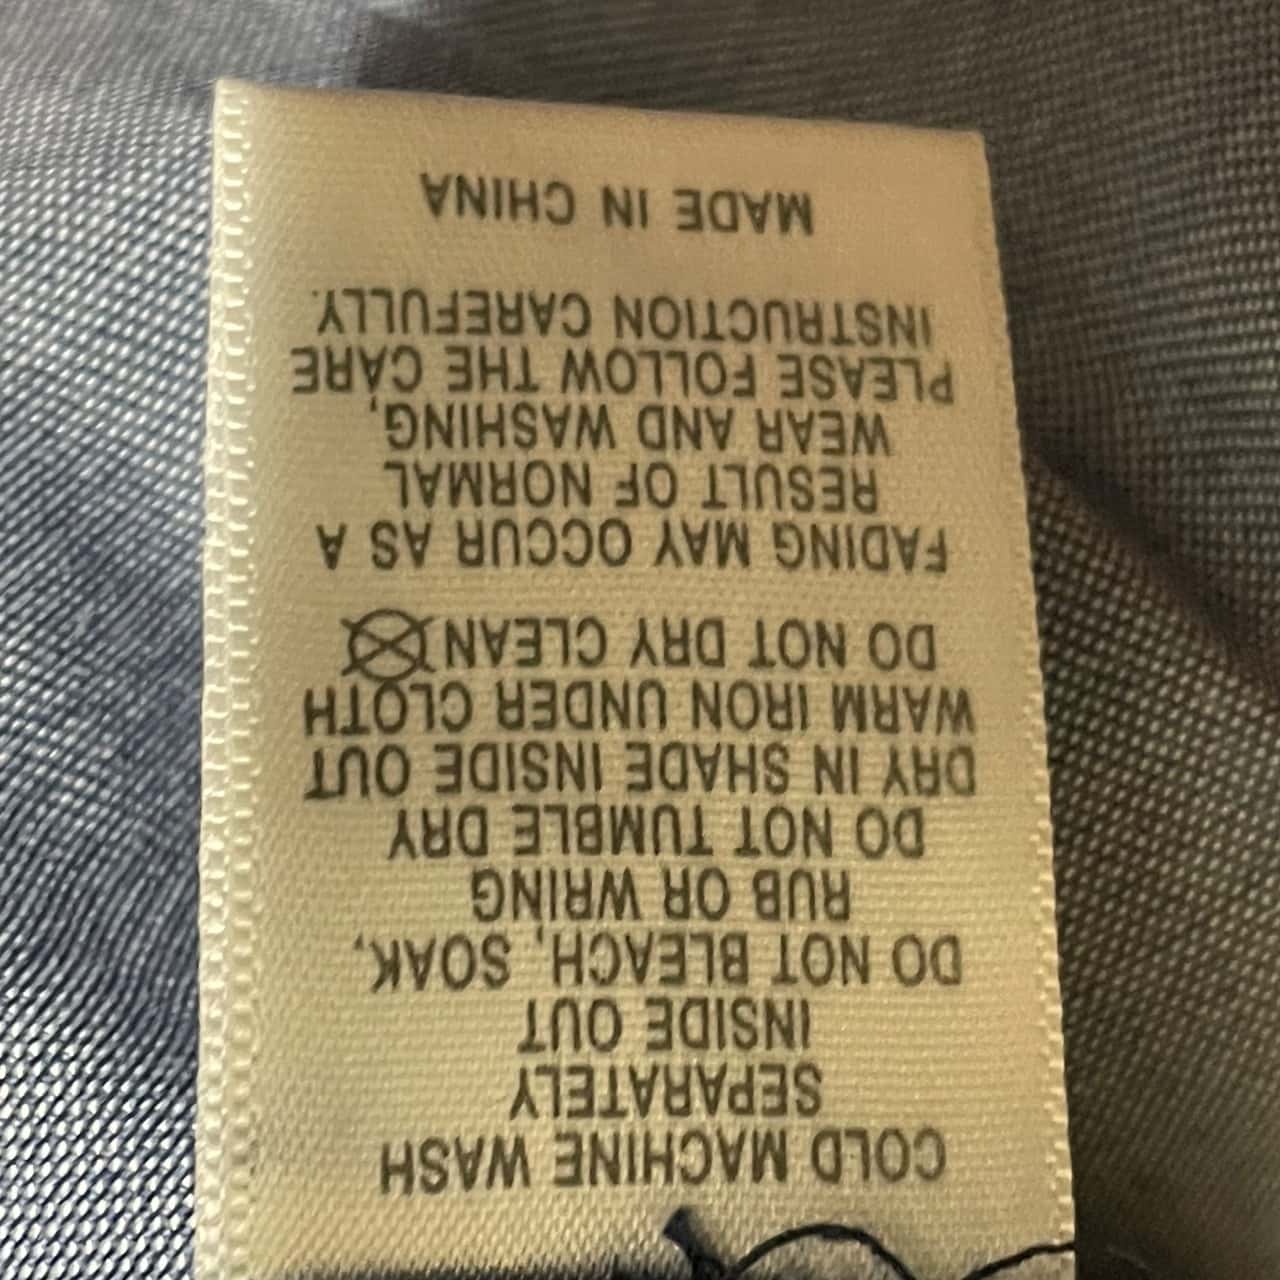 COLD MACHINE WASH
SEPARATELY
INSIDE OUT
DO NOT BLEACH, SOAK,
RUB OR WRING
DO NOT TUMBLE DRY
DRY IN SHADE INSIDE OUT
WARM IRON UNDER CLOTH
DO NOT DRY CLEAN
FADING MAY OCCUR AS A
RESULT OF NORMAL
WEAR AND WASHING,
PLEASE FOLLOW THE CARE
INSTRUCTION CAREFULLY.
MADE IN CHINA